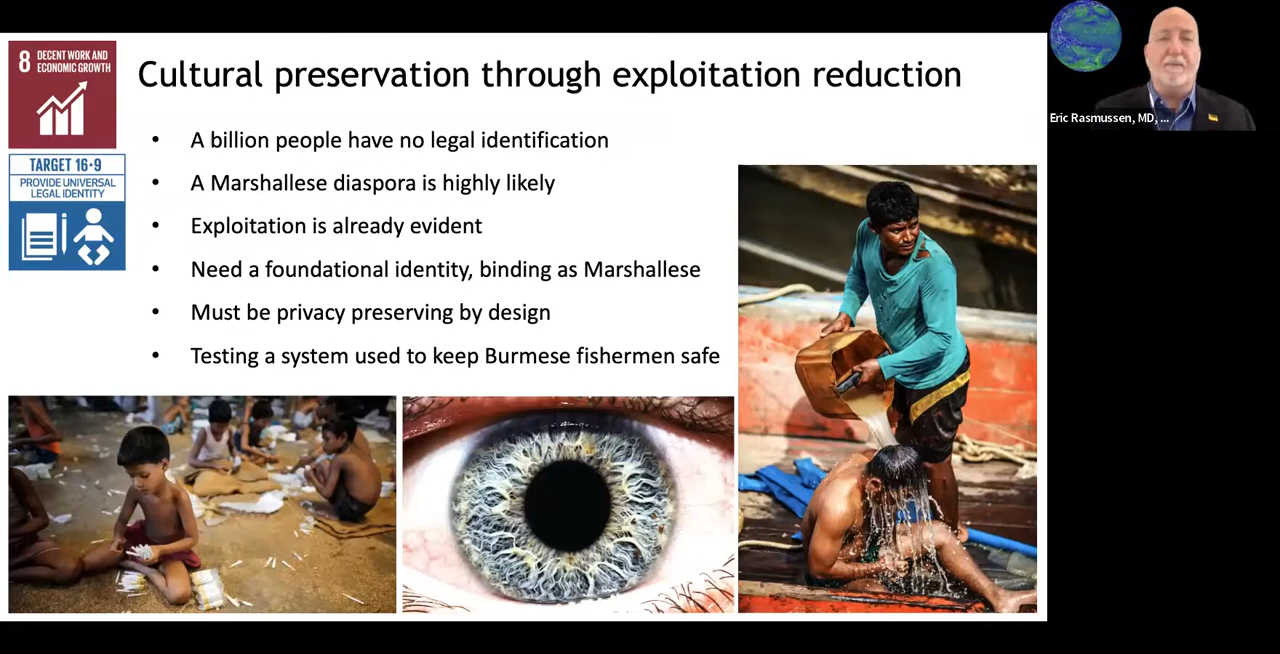 8 DECENT WORK AND
ECONOMIC GROWTH
Cultural preservation through exploitation reduction
TARGET 16·9
PROVIDE UNIVERSAL
LEGAL IDENTITY
• A billion people have no legal identification
• A Marshallese diaspora is highly likely
• Exploitation is already evident
• Need a foundational identity, binding as Marshallese
• Must be privacy preserving by design
• Testing a system used to keep Burmese fishermen safe
Eric Rasmussen, MD, ...